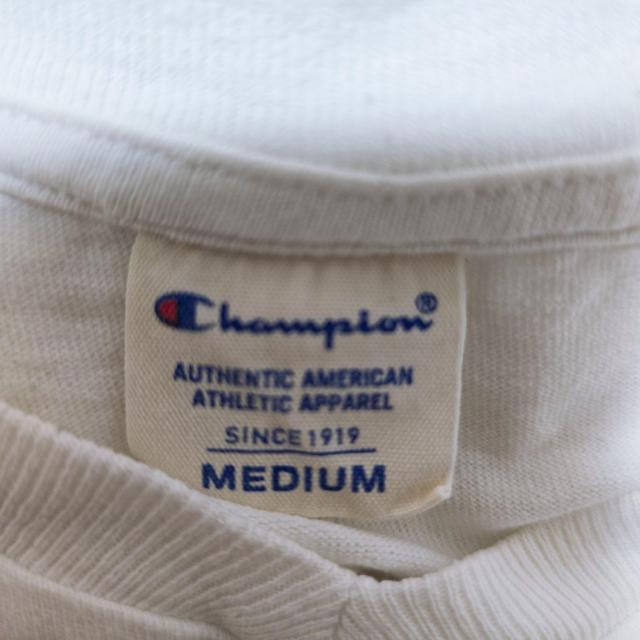 Champion®
AUTHENTIC AMERICAN
ATHLETIC APPAREL
SINCE 1919
MEDIUM